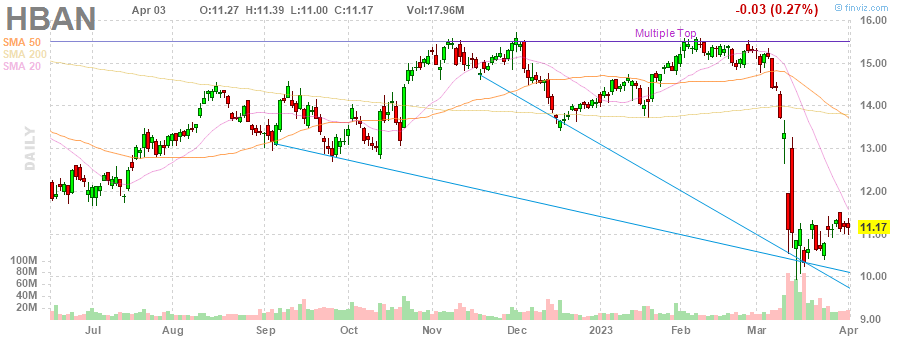 HBAN Apr 03 O:11.27 H:11.39 L:11.00 C:11.17 Vol:17.96M -0.03 (0.27%) © finviz.com
SMA 50
SMA 200
SMA 20
DAILY
Multiple Top
16.00
15.00
14.00
13.00
12.00
11.17
11.00
10.00
9.00
100M
80M
60M
40M
20M
Jul Aug Sep Oct Nov Dec 2023 Feb Mar Apr